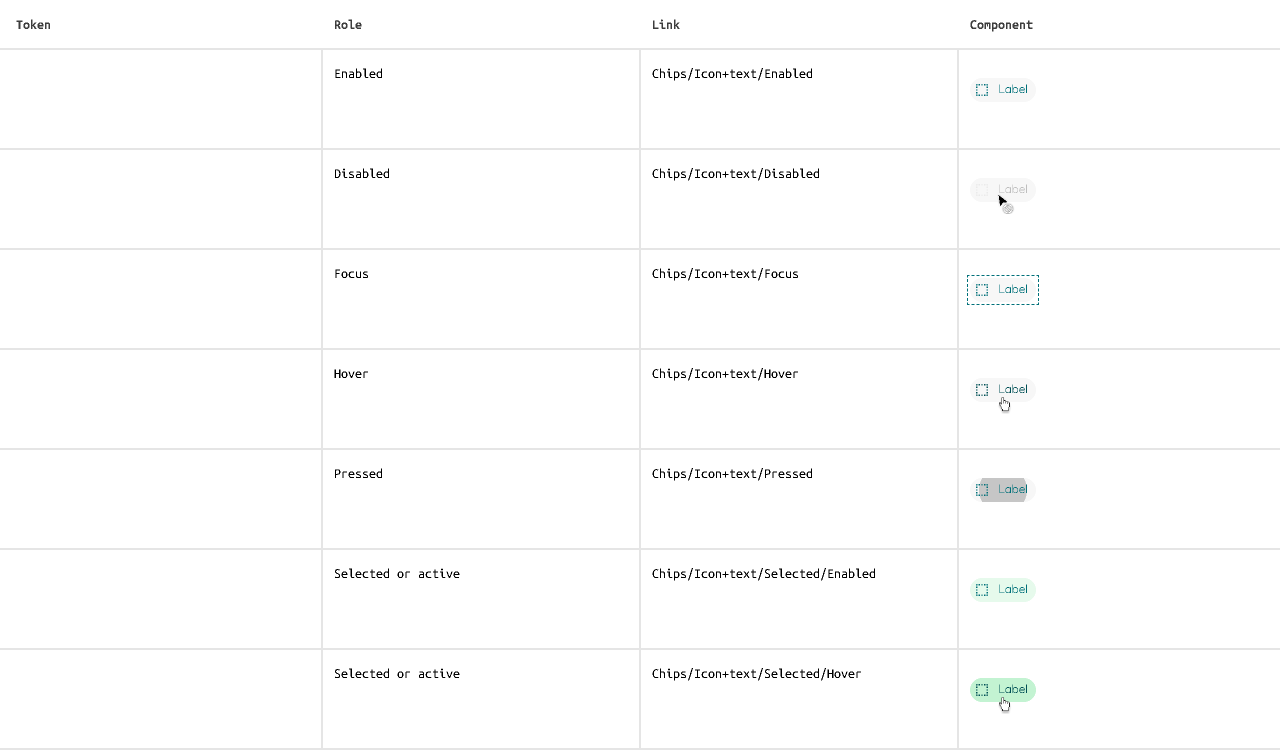 Token Role Link Component
Enabled Chips/Icon+text/Enabled Label
Disabled Chips/Icon+text/Disabled Label
Focus Chips/Icon+text/Focus Label
Hover Chips/Icon+text/Hover Label
Pressed Chips/Icon+text/Pressed Label
Selected or active Chips/Icon+text/Selected/Enabled Label
Selected or active Chips/Icon+text/Selected/Hover Label